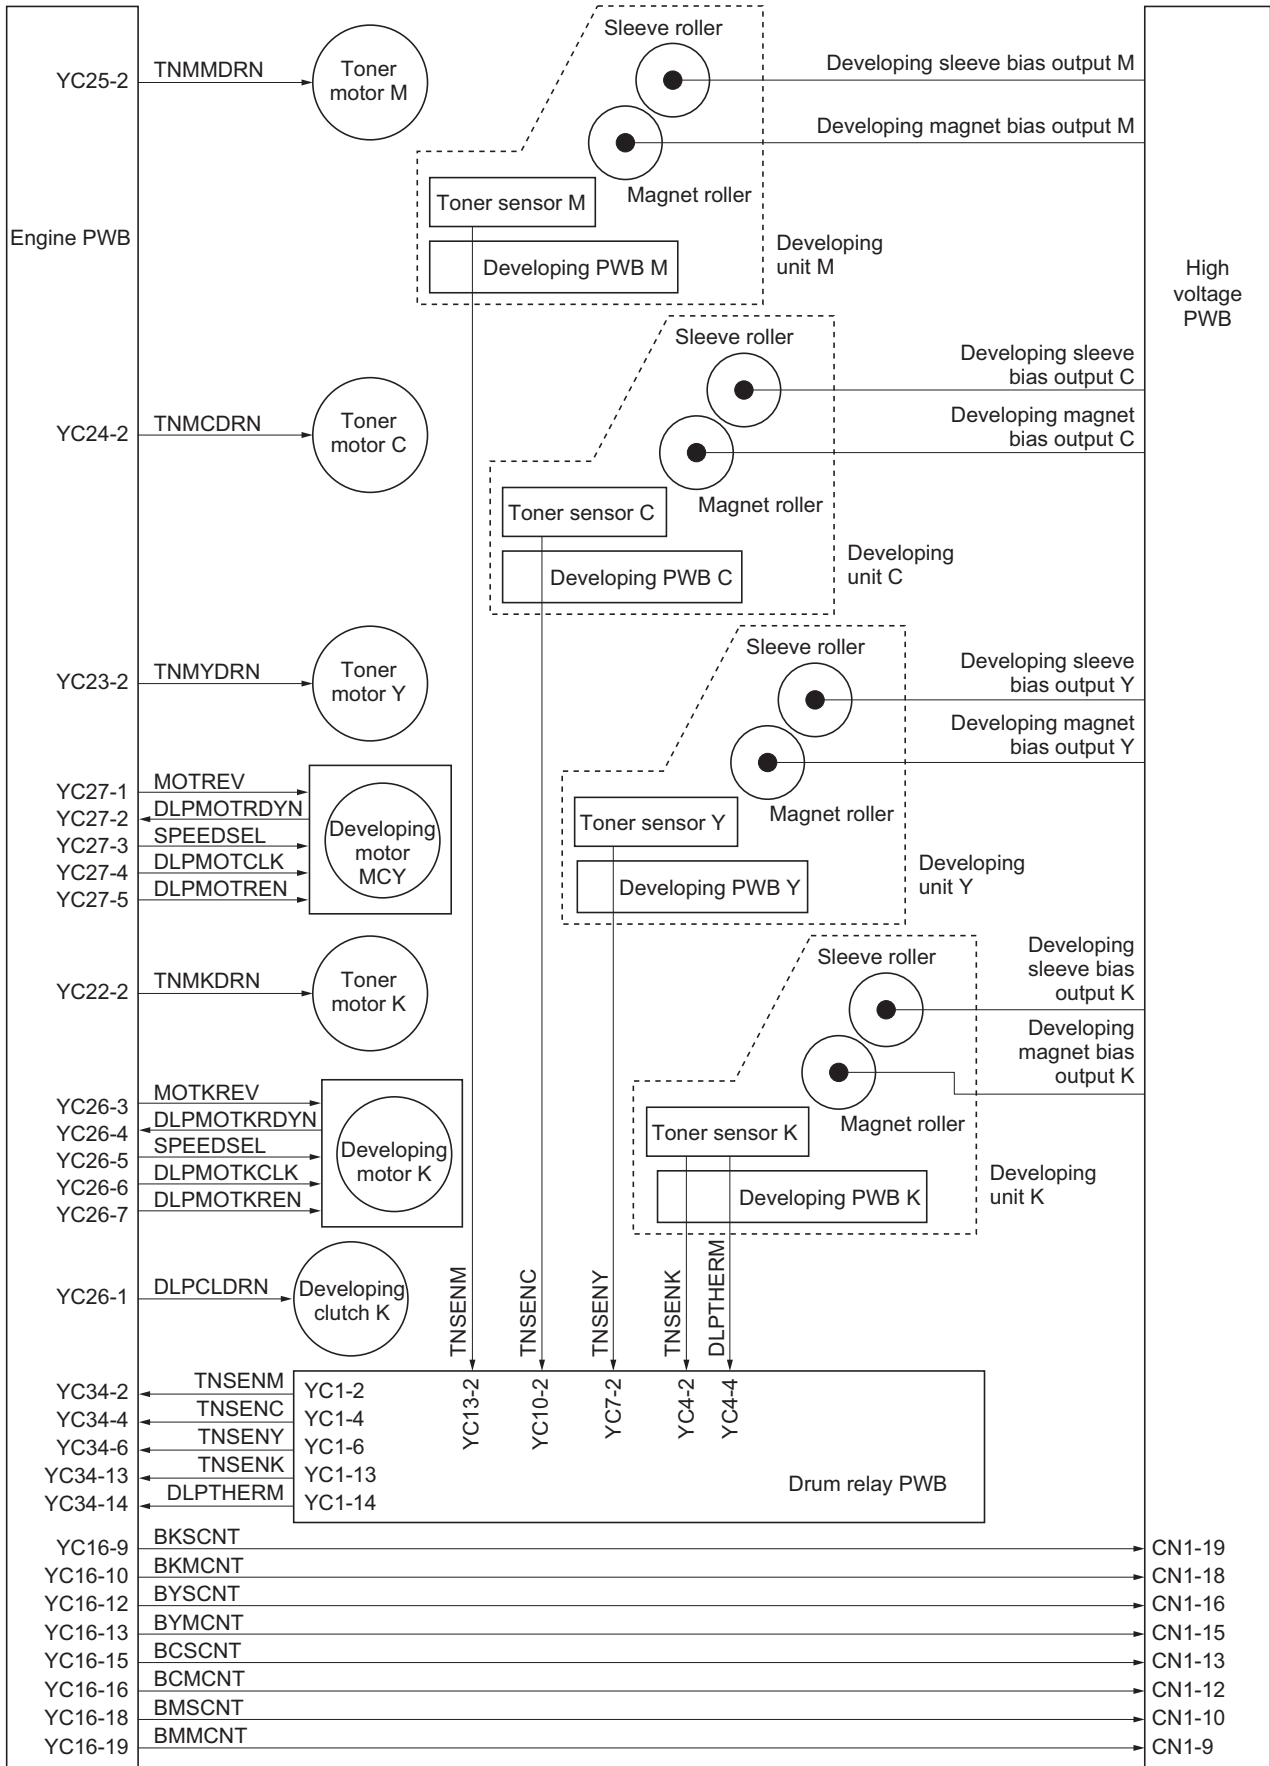 Engine PWB
YC25-2
TNMMDRN
Toner
motor M
Sleeve roller
Magnet roller
Toner sensor M
Developing PWB M
Developing
unit M
Developing sleeve bias output M
Developing magnet bias output M
High
voltage
PWB
YC24-2
TNMCDRN
Toner
motor C
Sleeve roller
Magnet roller
Toner sensor C
Developing PWB C
Developing
unit C
Developing sleeve
bias output C
Developing magnet
bias output C
YC23-2
TNMYDRN
Toner
motor Y
Sleeve roller
Magnet roller
Toner sensor Y
Developing PWB Y
Developing
unit Y
Developing sleeve
bias output Y
Developing magnet
bias output Y
YC27-1
MOTREV
YC27-2
DLPMOTRDYN
YC27-3
SPEEDSEL
YC27-4
DLPMOTCLK
YC27-5
DLPMOTREN
Developing
motor
MCY
YC22-2
TNMKDRN
Toner
motor K
Sleeve roller
Magnet roller
Toner sensor K
Developing PWB K
Developing
unit K
Developing
sleeve bias
output K
Developing
magnet bias
output K
YC26-3
MOTKREV
YC26-4
DLPMOTKRDYN
YC26-5
SPEEDSEL
YC26-6
DLPMOTKCLK
YC26-7
DLPMOTKREN
Developing
motor K
YC26-1
DLPCLDRN
Developing
clutch K
TNSENM
TNSENC
TNSENY
TNSENK
DLPTHERM
YC13-2
YC10-2
YC7-2
YC4-2
YC4-4
YC34-2
TNSENM
YC1-2
YC34-4
TNSENC
YC1-4
YC34-6
TNSENY
YC1-6
YC34-13
TNSENK
YC1-13
YC34-14
DLPTHERM
YC1-14
Drum relay PWB
YC16-9
BKSCNT
CN1-19
YC16-10
BKMCNT
CN1-18
YC16-12
BYSCNT
CN1-16
YC16-13
BYMCNT
CN1-15
YC16-15
BCSCNT
CN1-13
YC16-16
BCMCNT
CN1-12
YC16-18
BMSCNT
CN1-10
YC16-19
BMMCNT
CN1-9